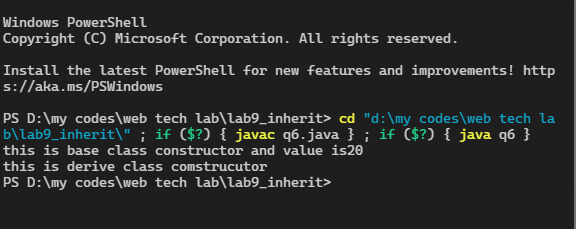 Windows PowerShell
Copyright (C) Microsoft Corporation. All rights reserved.
Install the latest PowerShell for new features and improvements! http
s://aka.ms/PSWindows
PS D:\my codes\web tech lab\lab9_inherit> cd "d:\my codes\web tech la
b\lab9_inherit\" ; if ($?) { javac q6.java } ; if ($?) { java q6 }
this is base class constructor and value is20
this is derive class comstrucutor
PS D:\my codes\web tech lab\lab9_inherit>